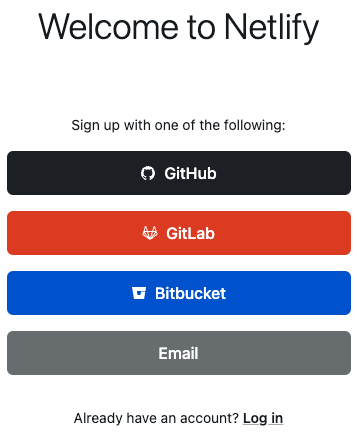 Welcome to Netlify
Sign up with one of the following:
GitHub
GitLab
Bitbucket
Email
Already have an account? Log in